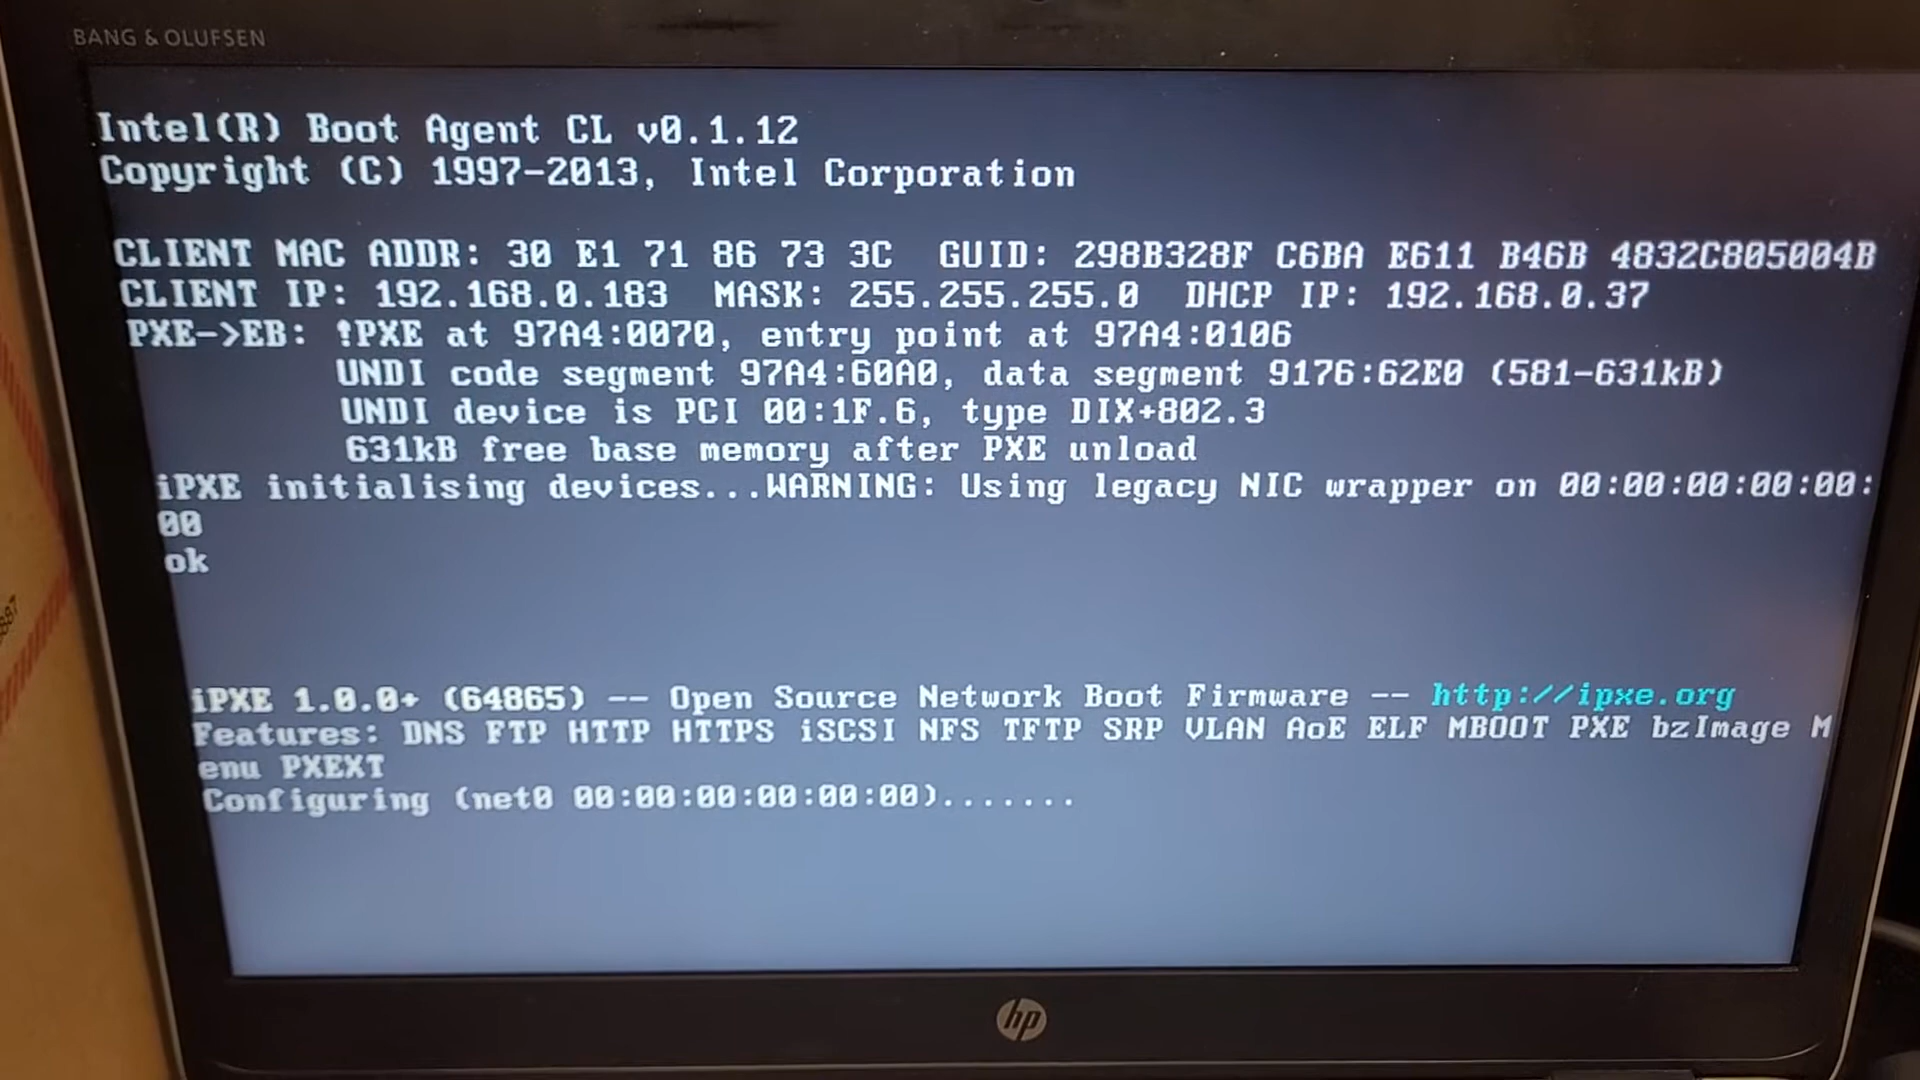 BANG & OLUFSEN
Intel(R) Boot Agent CL v0.1.12
Copyright (C) 1997-2013, Intel Corporation
CLIENT MAC ADDR: 30 E1 71 86 73 3C  GUID: 298B328F C6BA E611 B46B 4832C805004B
CLIENT IP: 192.168.0.183  MASK: 255.255.255.0  DHCP IP: 192.168.0.37
PXE->EB: !PXE at 97A4:0070, entry point at 97A4:0106
UNDI code segment 97A4:60A0, data segment 9176:62E0 (581-631kB)
UNDI device is PCI 00:1F.6, type DIX+802.3
631kB free base memory after PXE unload
iPXE initialising devices...WARNING: Using legacy NIC wrapper on 00:00:00:00:00:
00
ok
iPXE 1.0.0+ (64865) -- Open Source Network Boot Firmware -- http://ipxe.org
Features: DNS FTP HTTP HTTPS iSCSI NFS TFTP SRP VLAN AoE ELF MBOOT PXE bzImage M
enu PXEXT
Configuring (net0 00:00:00:00:00:00).......
hp